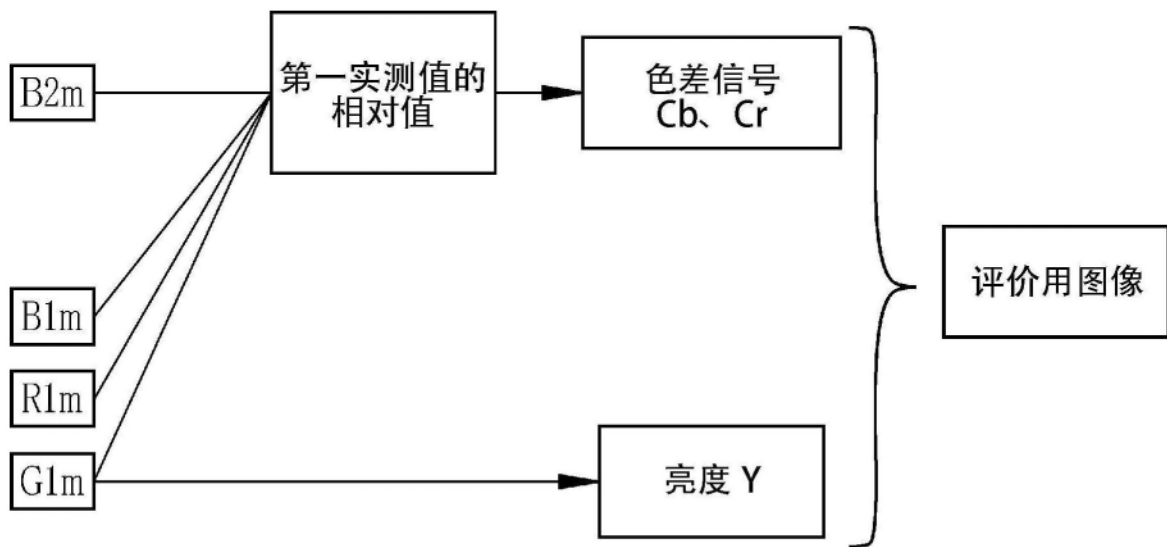 B2m
第一实测值的
相对值
色差信号
Cb、Cr
B1m
评价用图像
R1m
G1m
亮度 Y